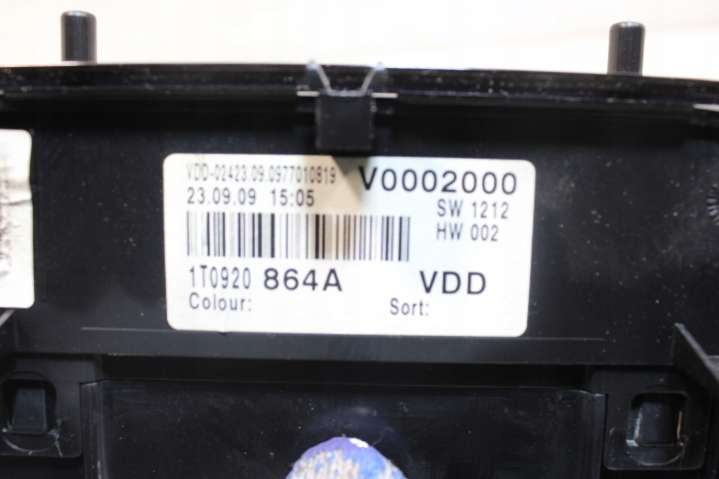 VDD-02423.09.0977010819 V0002000
23.09.09 15:05 SW 1212
HW 002
1T0920 864A VDD
Colour: Sort: